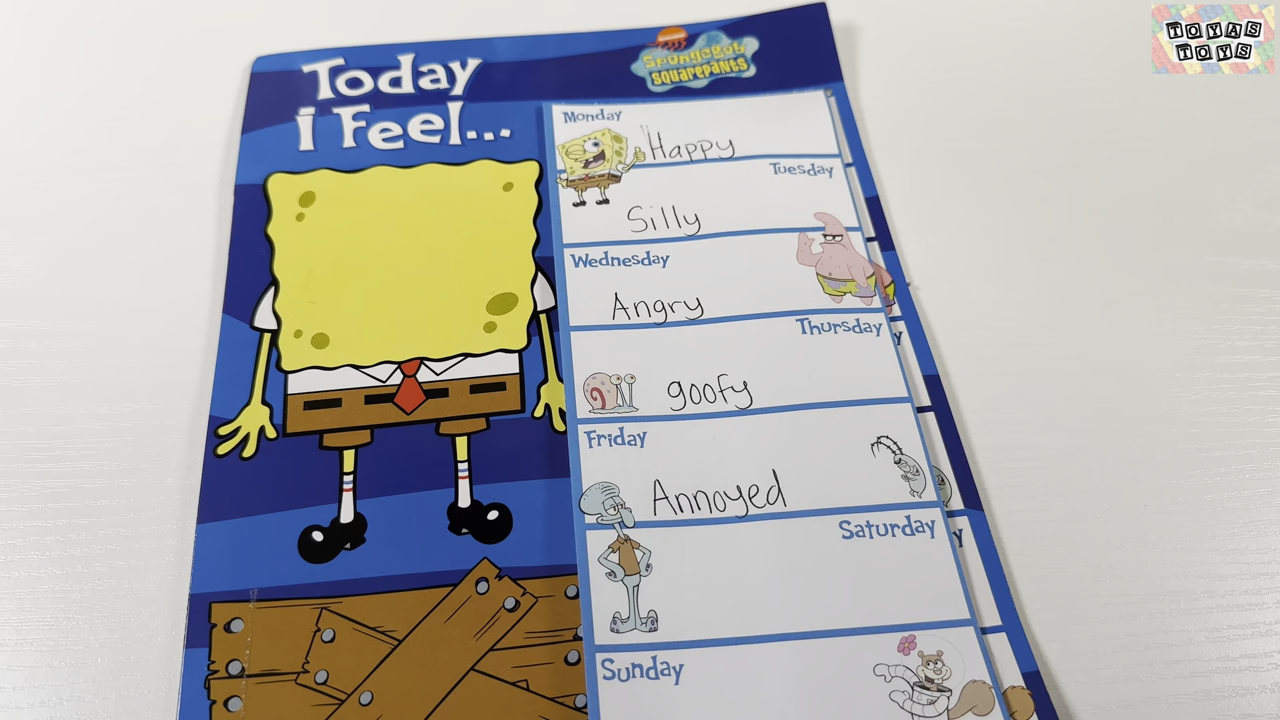 Today
i Feel...
SpongeBob
SQUAREPANTS
TOYAS
TOYS
Monday
Happy
Tuesday
Silly
Wednesday
Angry
Thursday
goofy
Friday
Annoyed
Saturday
Sunday